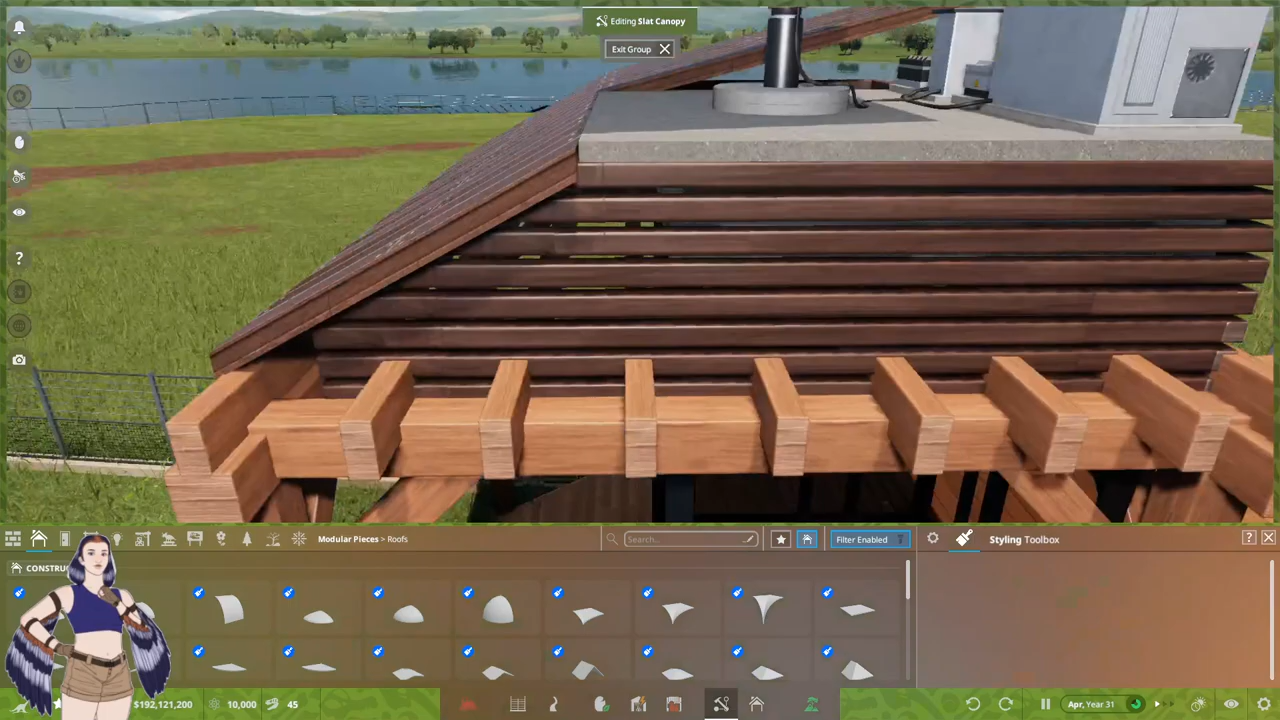 Editing Slat Canopy
Exit Group
?
Modular Pieces > Roofs
Search...
Filter Enabled
Styling Toolbox
?
CONSTRUC
$192,121,200
10,000
45
Apr, Year 31